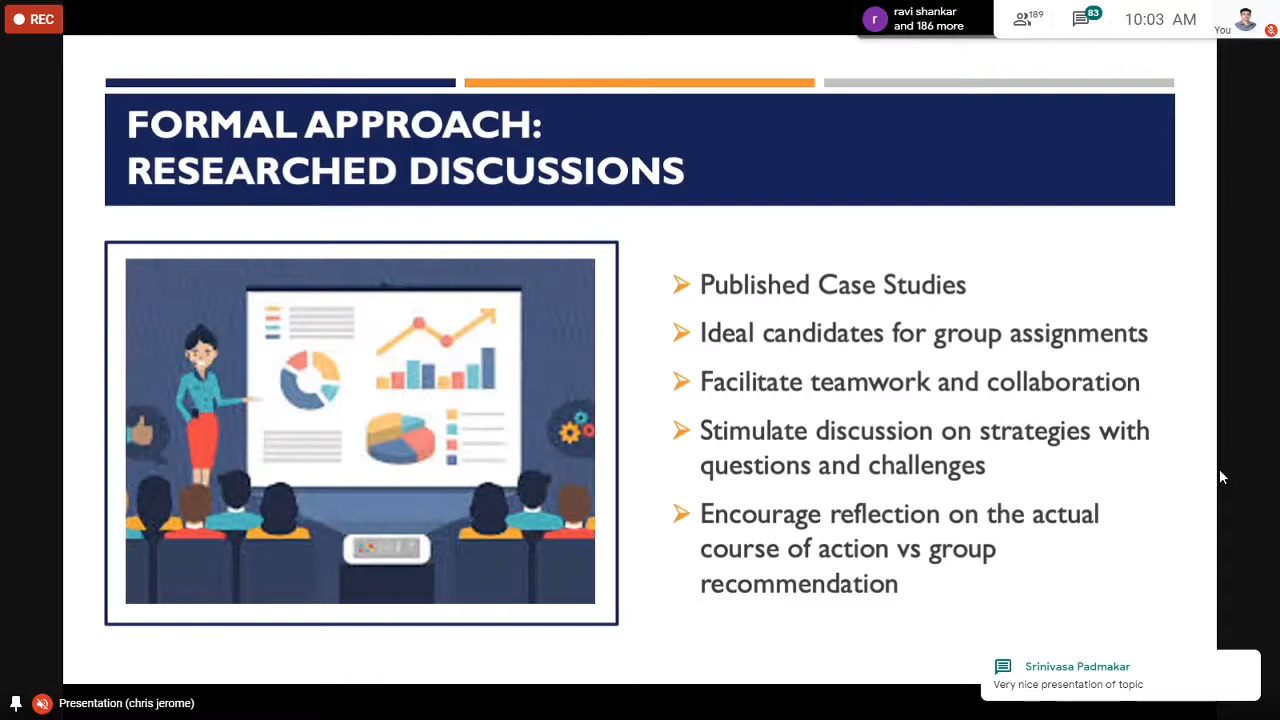 REC
r
ravi shankar
and 186 more
189
83
10:03 AM
You
FORMAL APPROACH:
RESEARCHED DISCUSSIONS
Published Case Studies
Ideal candidates for group assignments
Facilitate teamwork and collaboration
Stimulate discussion on strategies with
questions and challenges
Encourage reflection on the actual
course of action vs group
recommendation
Srinivasa Padmakar
Very nice presentation of topic
Presentation (chris jerome)